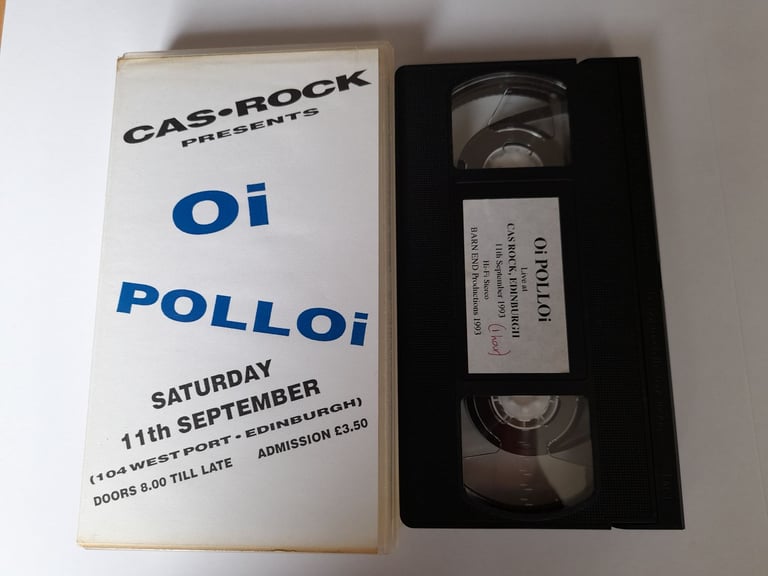 CAS•ROCK
PRESENTS
Oi
POLLOi
SATURDAY
11th SEPTEMBER
(104 WEST PORT - EDINBURGH)
DOORS 8.00 TILL LATE ADMISSION £3.50
Oi POLLOi
Live at
CAS ROCK, EDINBURGH
11th September 1993
Hi-Fi Stereo
BARN END Productions 1993